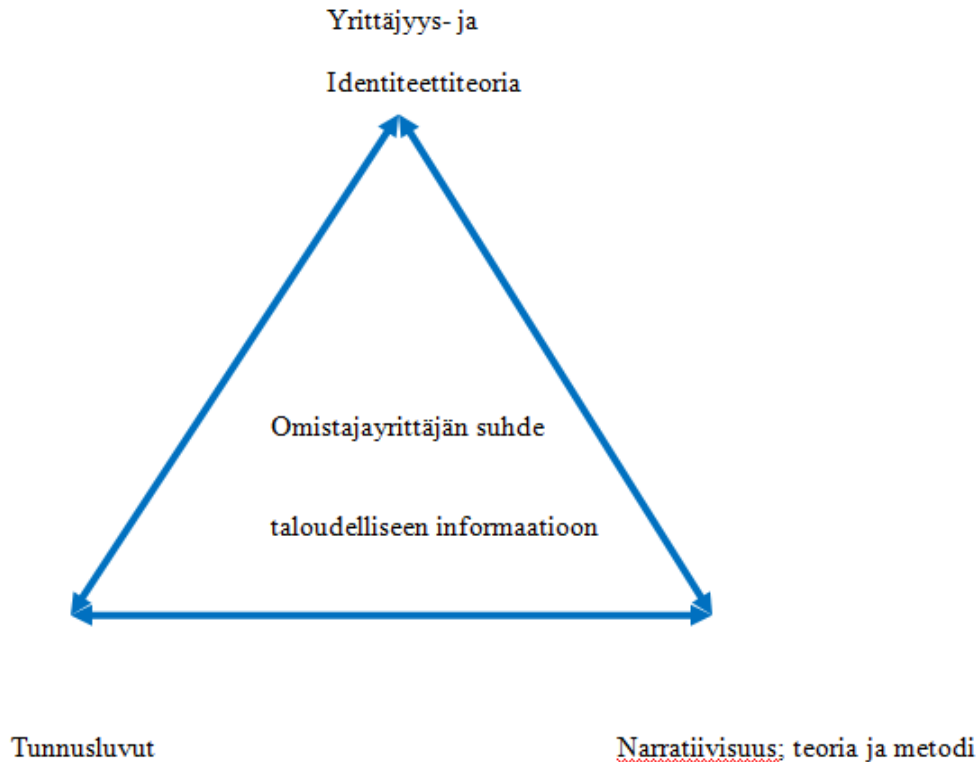 Yrittäjyys- ja
Identiteettiteoria
Omistajayrittäjän suhde
taloudelliseen informaatioon
Tunnusluvut
Narratiivisuus; teoria ja metodi